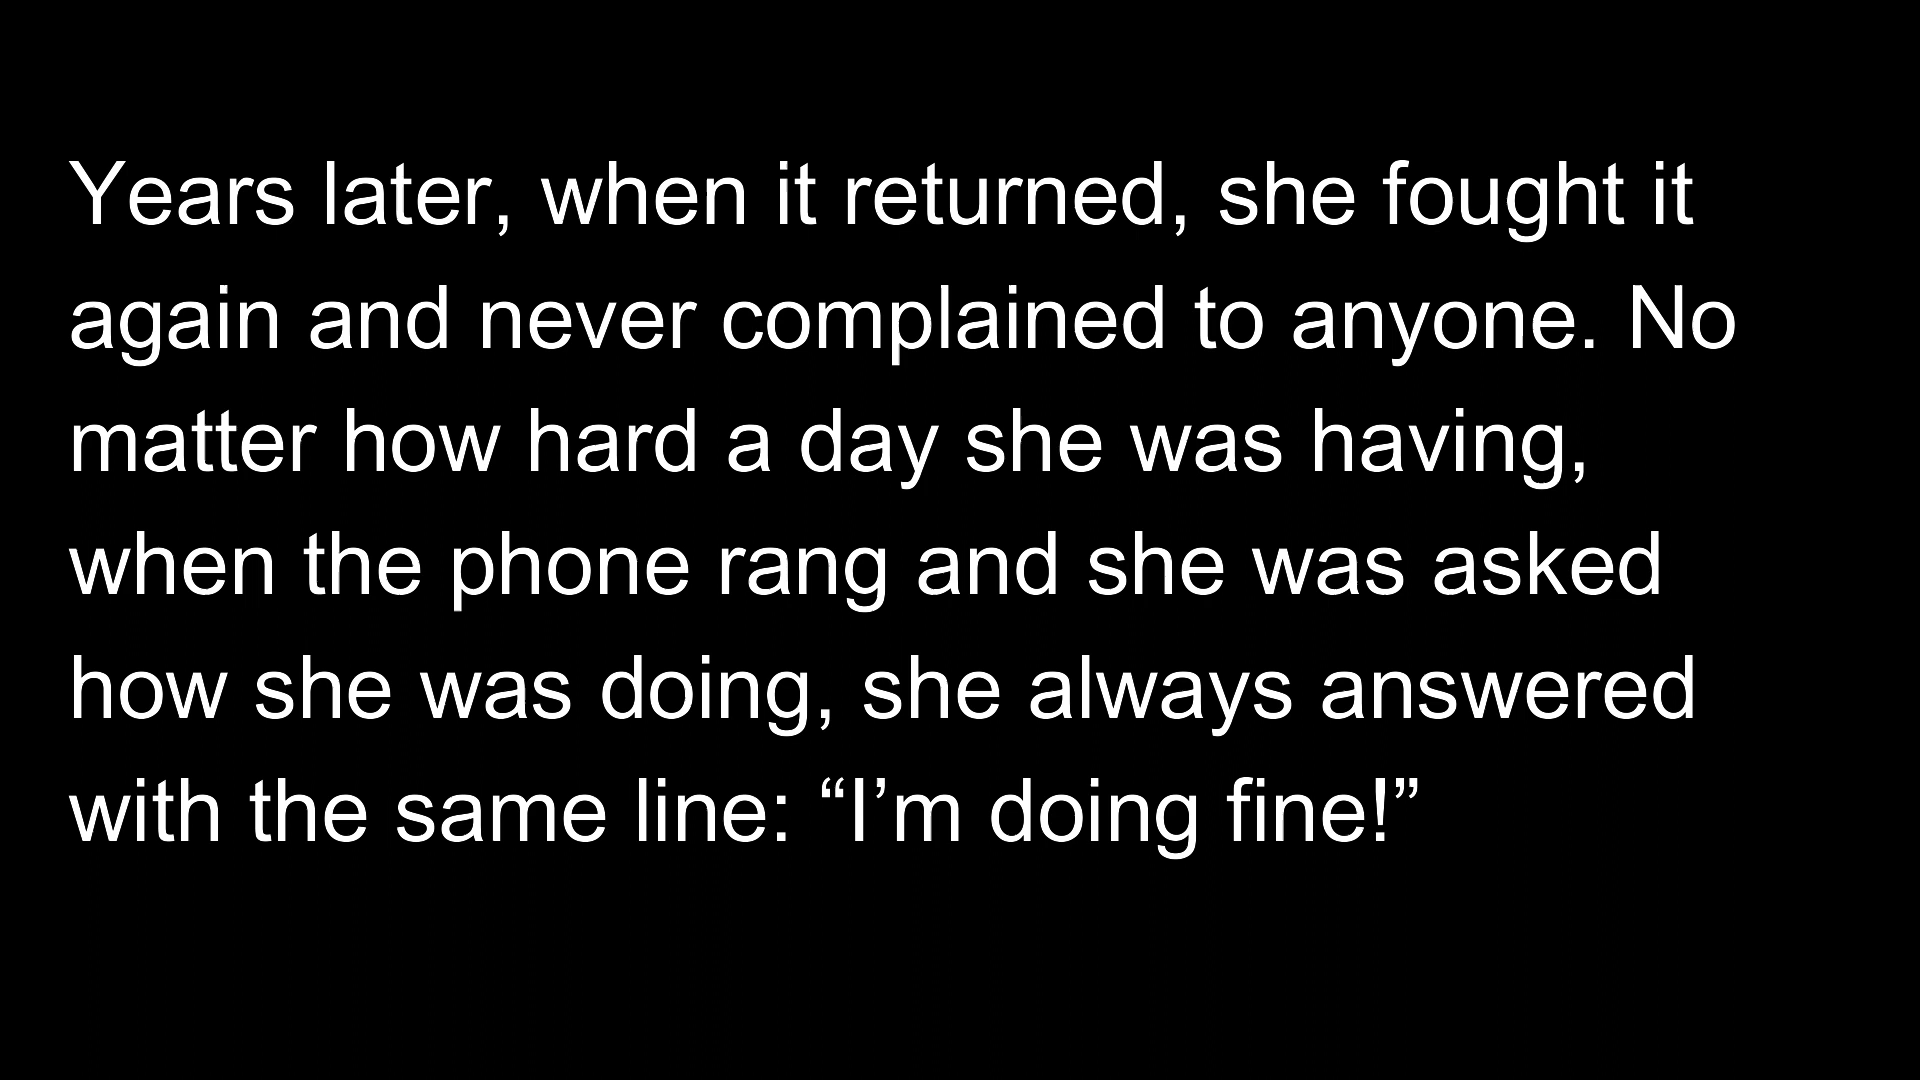 Years later, when it returned, she fought it
again and never complained to anyone. No
matter how hard a day she was having,
when the phone rang and she was asked
how she was doing, she always answered
with the same line: “I’m doing fine!”